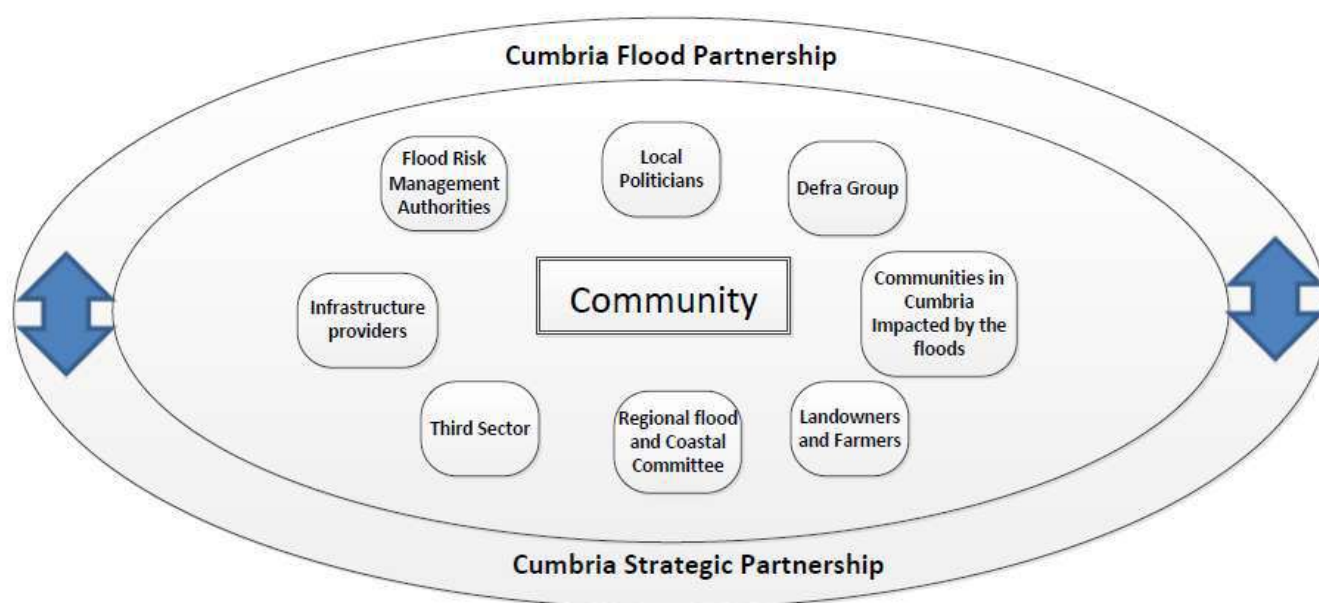 Cumbria Flood Partnership
Flood Risk
Management
Authorities
Local
Politicians
Defra Group
Infrastructure
providers
Community
Communities in
Cumbria
Impacted by the
floods
Third Sector
Regional flood
and Coastal
Committee
Landowners
and Farmers
Cumbria Strategic Partnership